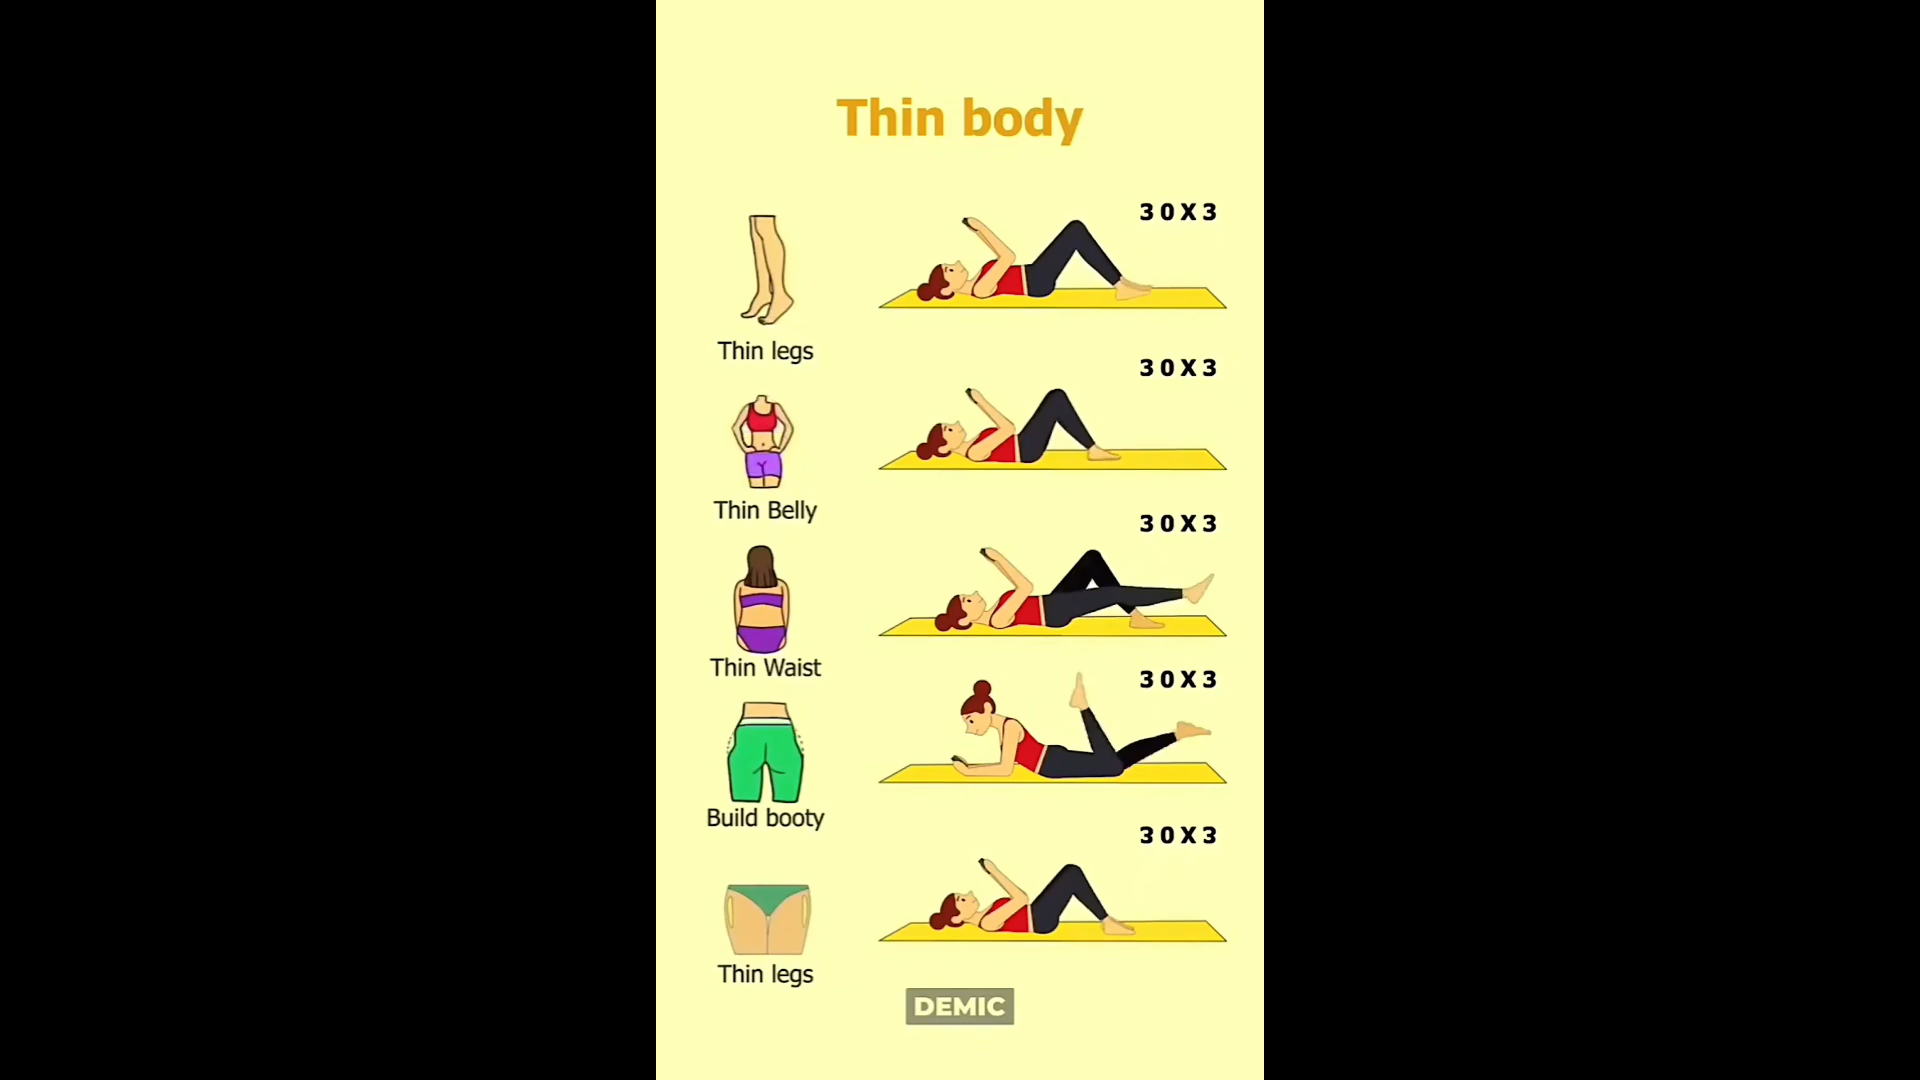 Thin body
30X3
Thin legs
30X3
Thin Belly
30X3
Thin Waist
30X3
Build booty
30X3
Thin legs
DEMIC